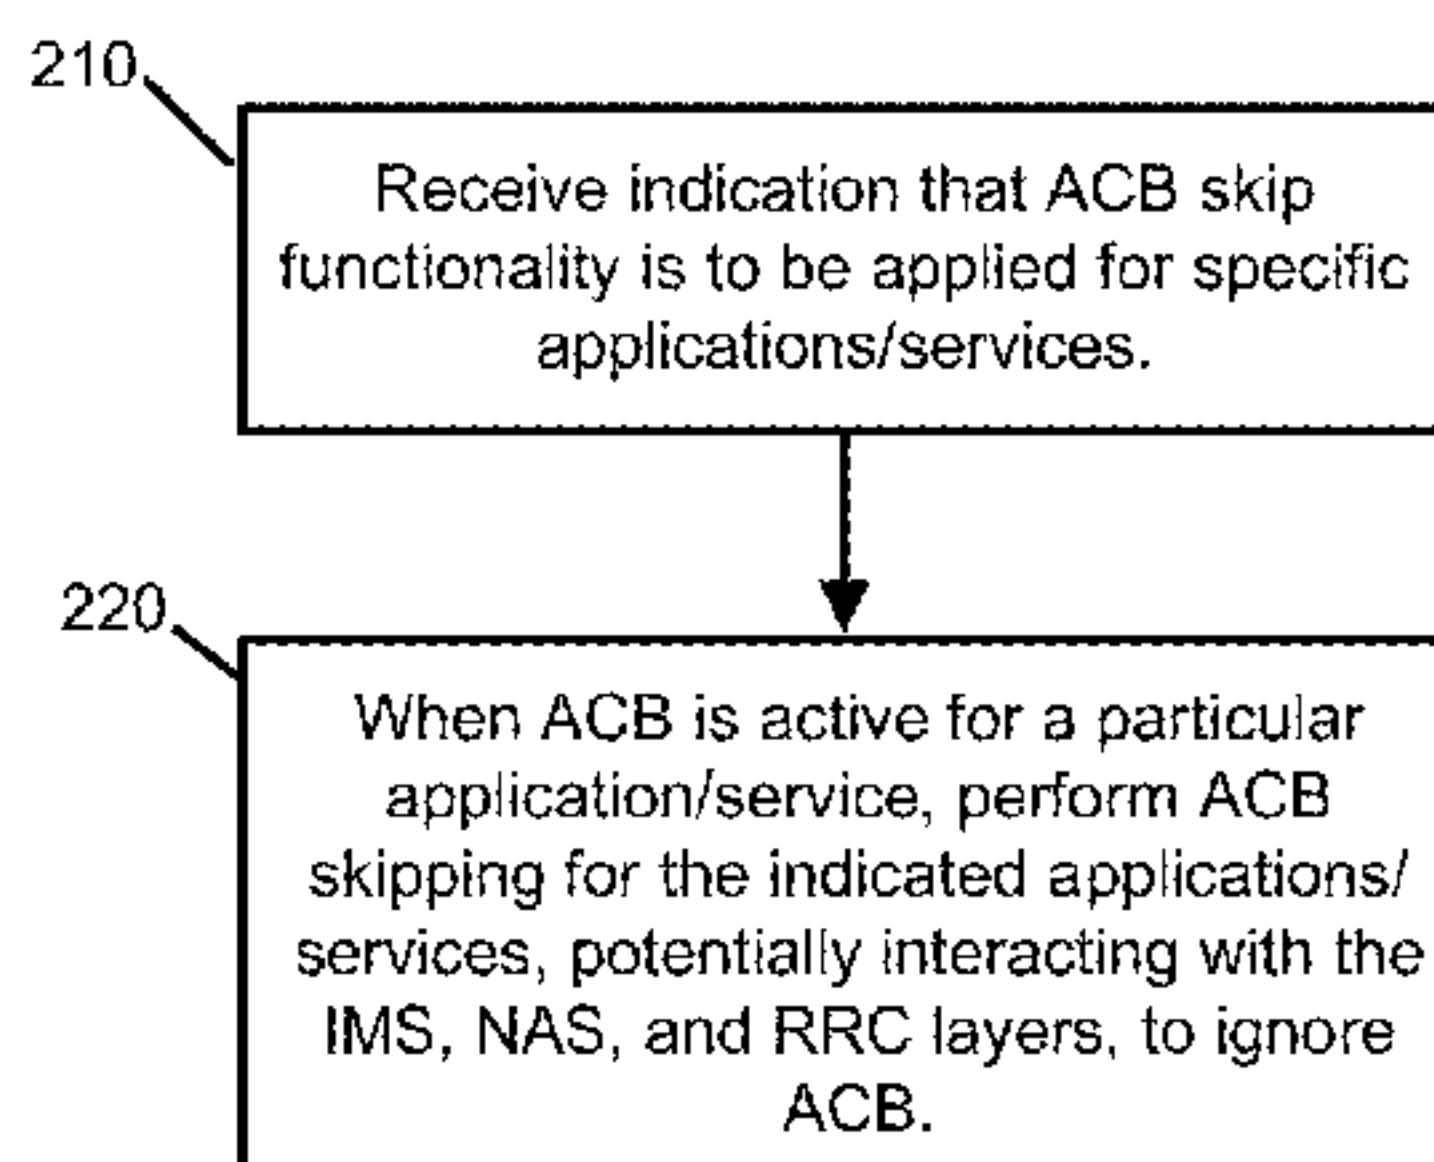 210
Receive indication that ACB skip
functionality is to be applied for specific
applications/services.
220
When ACB is active for a particular
application/service, perform ACB
skipping for the indicated applications/
services, potentially interacting with the
IMS, NAS, and RRC layers, to ignore
ACB.